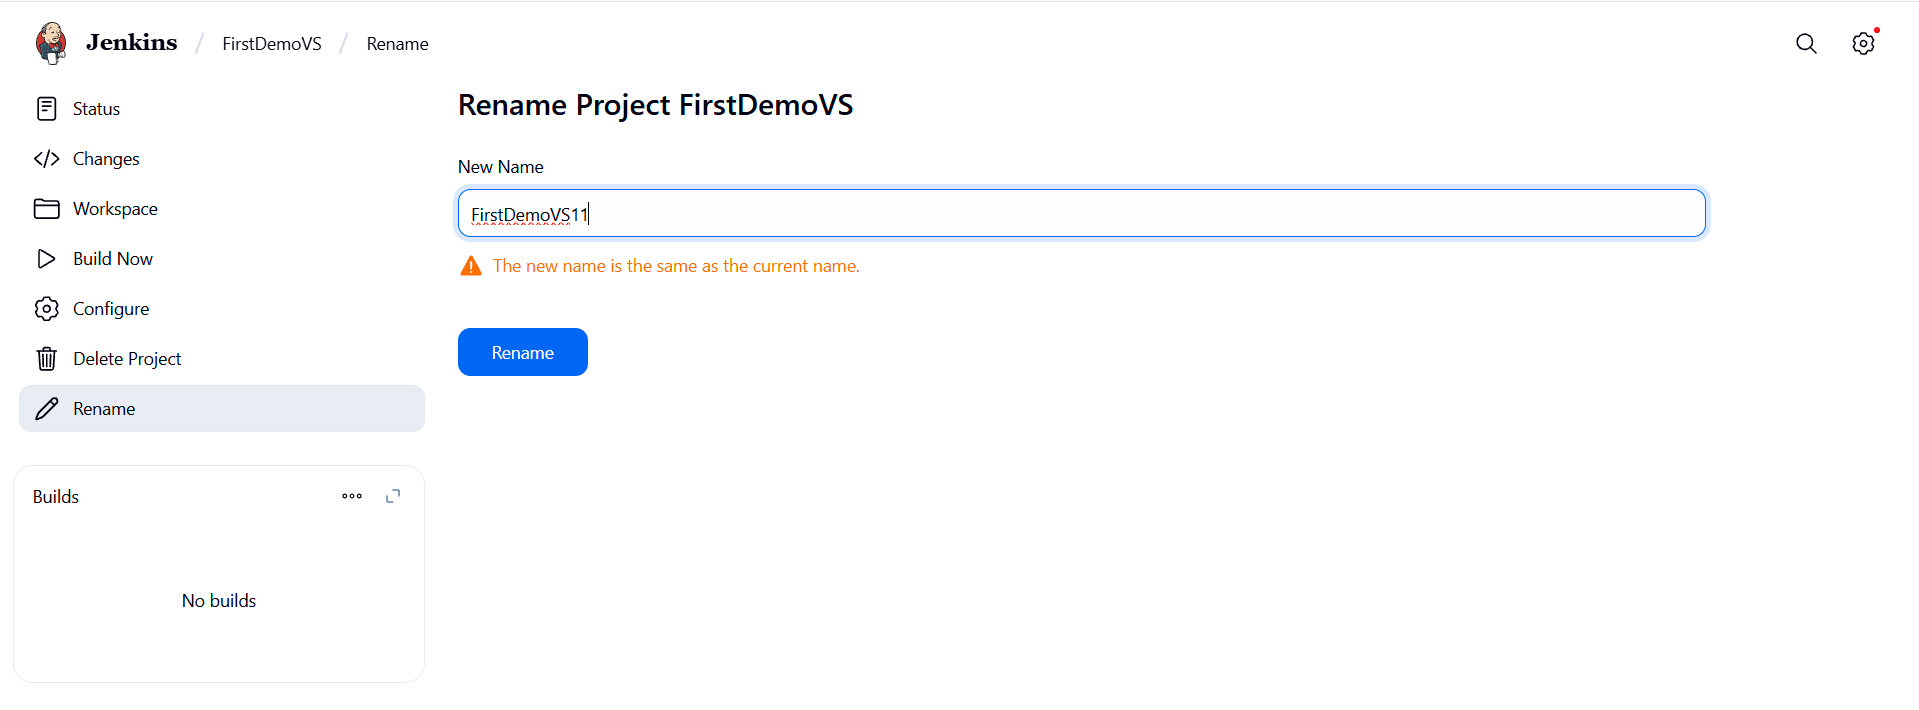 Jenkins / FirstDemoVS / Rename
Status
Changes
Workspace
Build Now
Configure
Delete Project
Rename
Builds
No builds
Rename Project FirstDemoVS
New Name
FirstDemoVS11
The new name is the same as the current name.
Rename